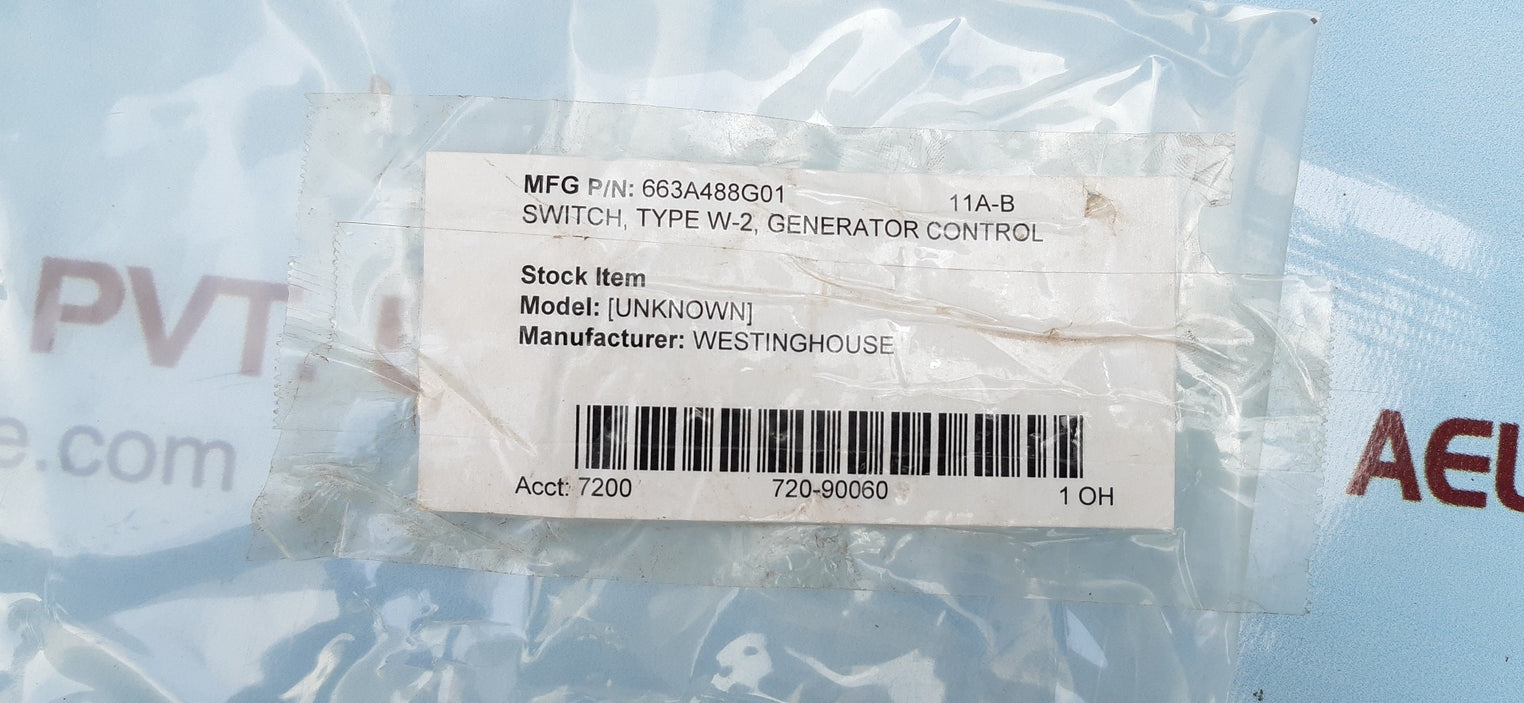 MFG P/N: 663A488G01 11A-B
SWITCH, TYPE W-2, GENERATOR CONTROL
Stock Item
Model: [UNKNOWN]
Manufacturer: WESTINGHOUSE
Acct: 7200 720-90060 1 OH
PVT.
e.com
AEL